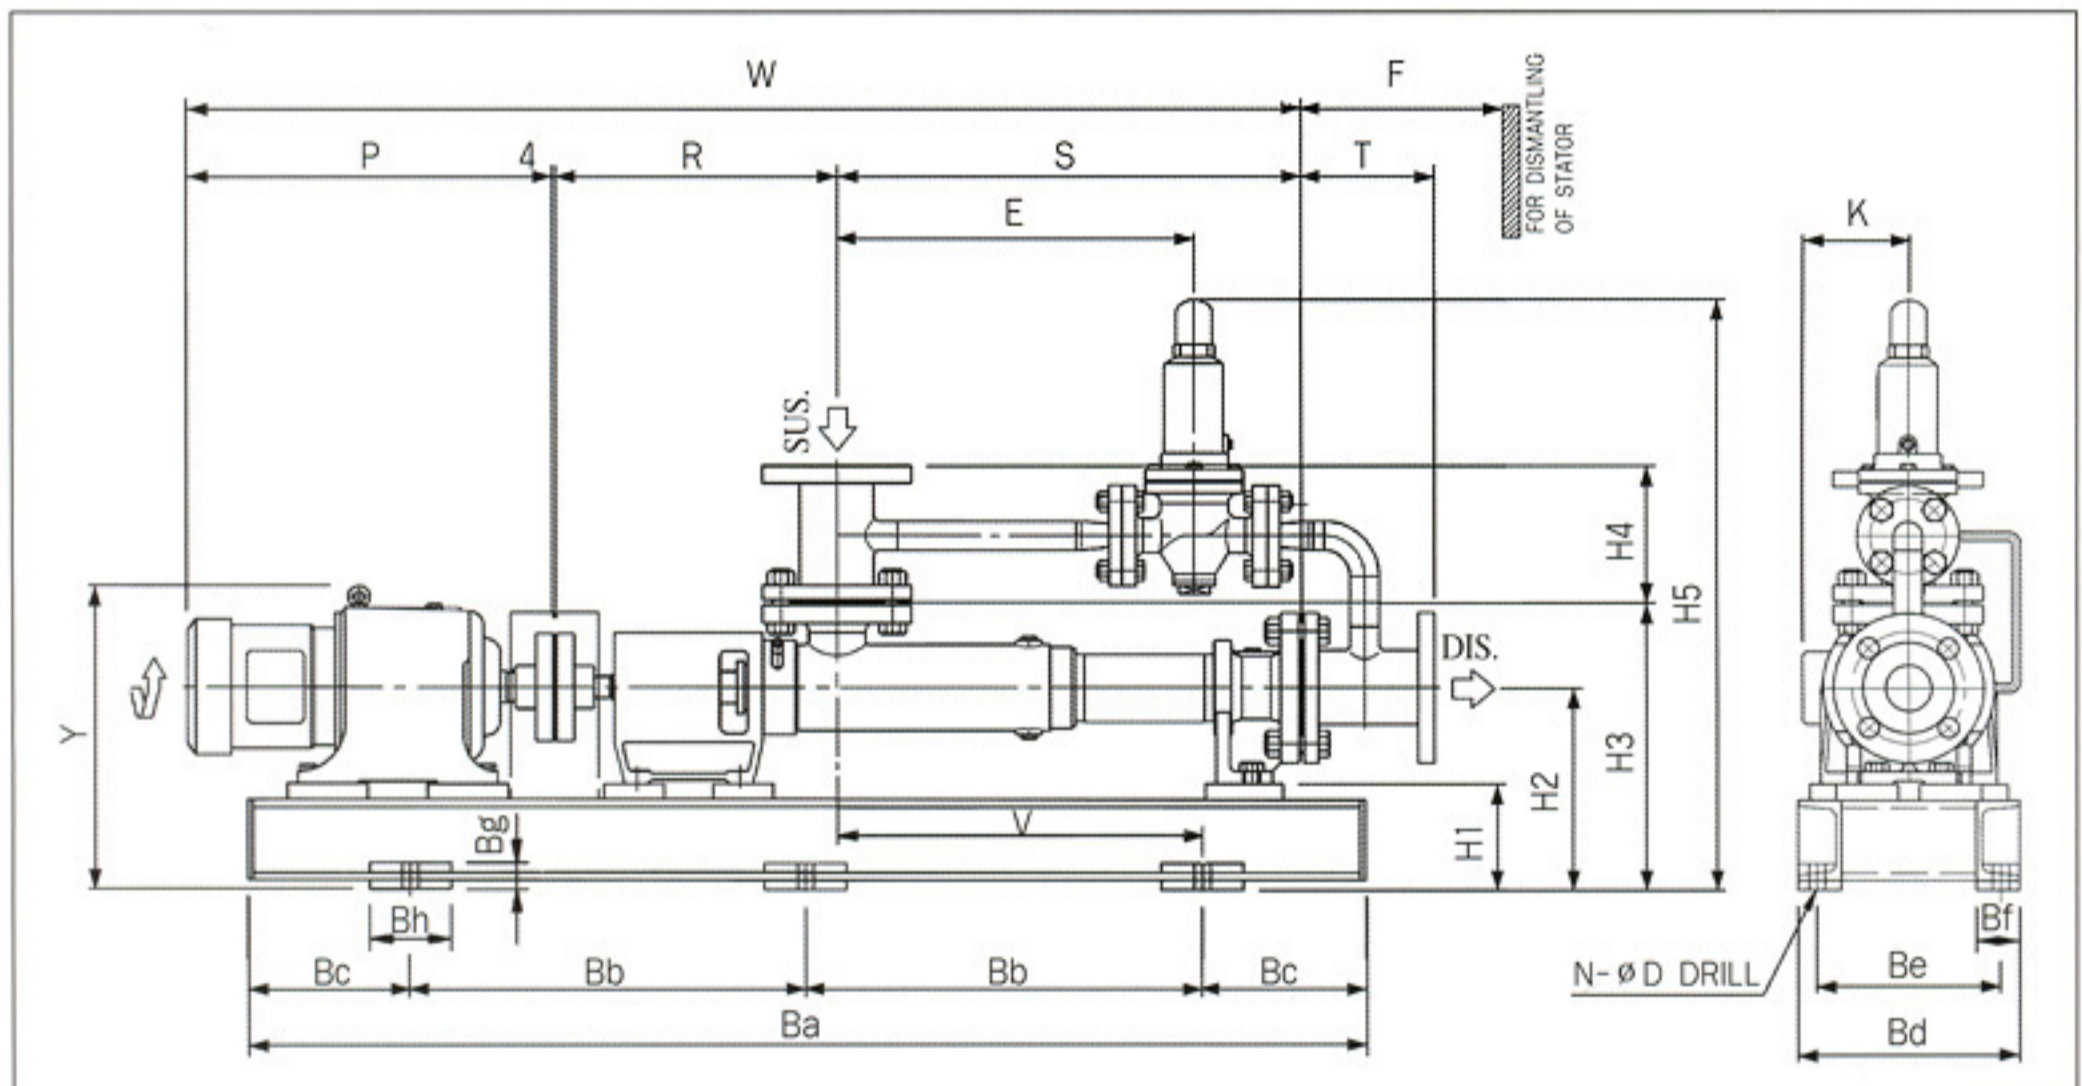 W
F
FOR DISMANTLING
OF STATOR
P
4
R
S
T
E
K
SUS.
H4
H5
DIS.
Y
H3
H2
V
Bg
H1
Bh
Bf
Bc
Bb
Bb
Bc
N-ØD DRILL
Be
Ba
Bd